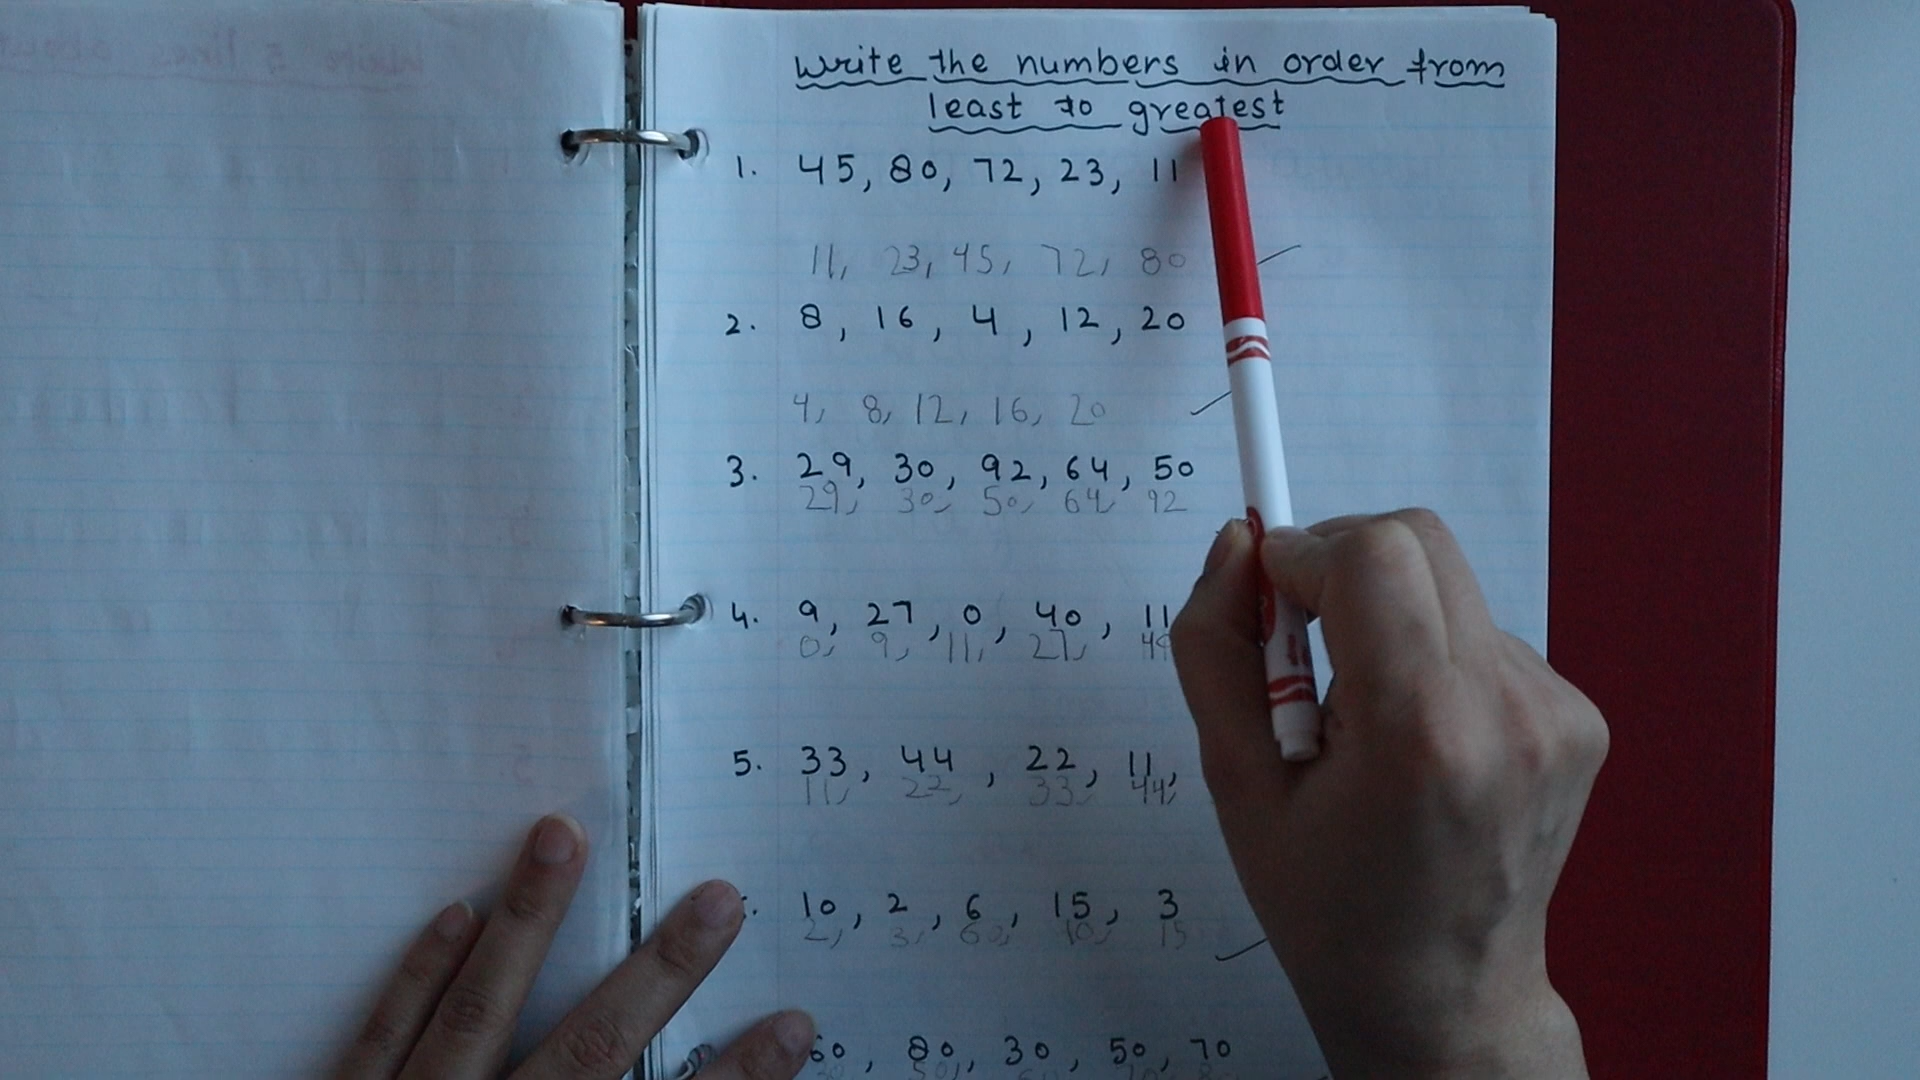 Write the numbers in order from
least to greatest
1. 45, 80, 72, 23, 11
11, 23, 45, 72, 80
2. 8, 16, 4, 12, 20
4, 8, 12, 16, 20
3. 29, 30, 92, 64, 50
29, 30, 50, 64, 92
4. 9, 27, 0, 40, 11
0, 9, 11, 27,
5. 33, 44, 22, 11,
11, 22, 33, 44,
10, 2, 6, 15, 3
2, 3, 10, 15
60, 80, 30, 50, 70